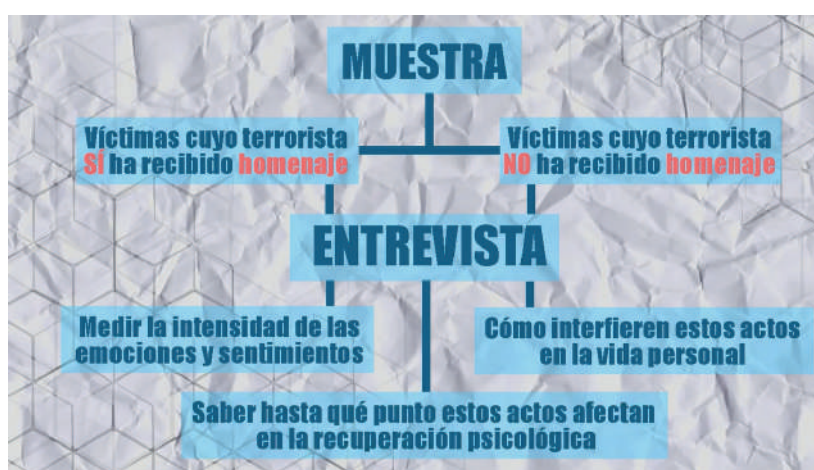 MUESTRA
Víctimas cuyo terrorista
SÍ ha recibido homenaje
Víctimas cuyo terrorista
NO ha recibido homenaje
ENTREVISTA
Medir la intensidad de las
emociones y sentimientos
Cómo interfieren estos actos
en la vida personal
Saber hasta qué punto estos actos afectan
en la recuperación psicológica